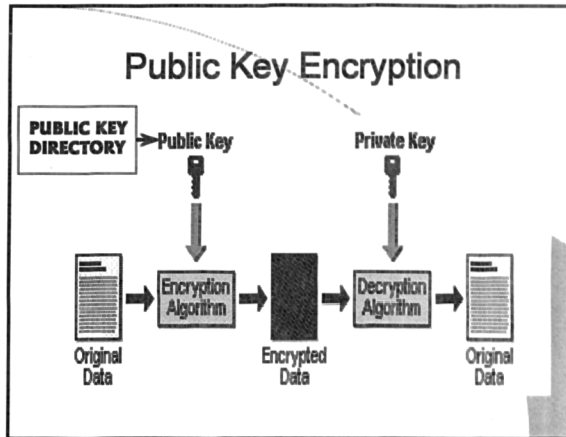 Public Key Encryption
PUBLIC KEY
DIRECTORY
Public Key
Private Key
Encryption
Algorithm
Decryption
Algorithm
Original
Data
Encrypted
Data
Original
Data